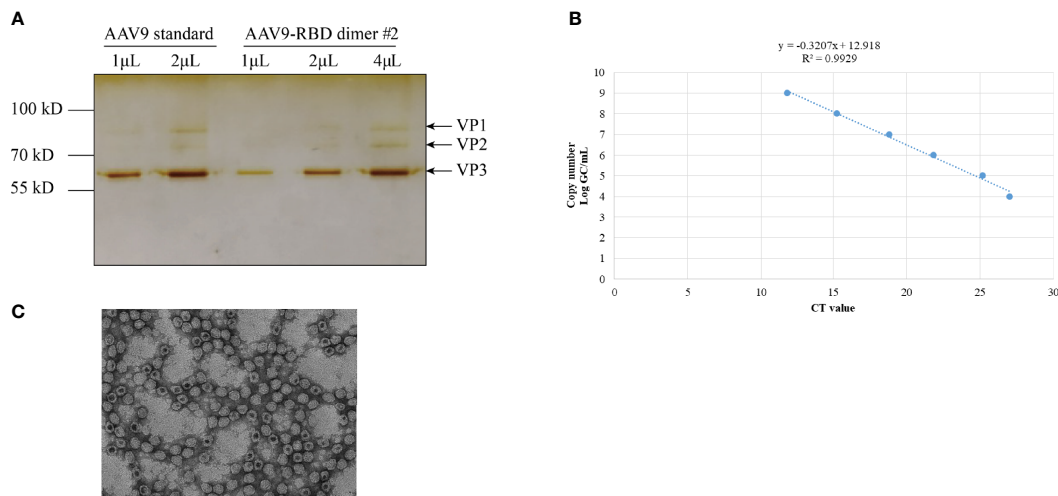 A
AAV9 standard AAV9-RBD dimer #2
1μL 2μL 1μL 2μL 4μL
100 kD
VP1
70 kD
VP2
VP3
55 kD
B
y = -0.3207x + 12.918
R² = 0.9929
10
9
8
7
6
5
4
3
2
1
0
Copy number
Log GC/mL
0 5 10 15 20 25 30
CT value
C